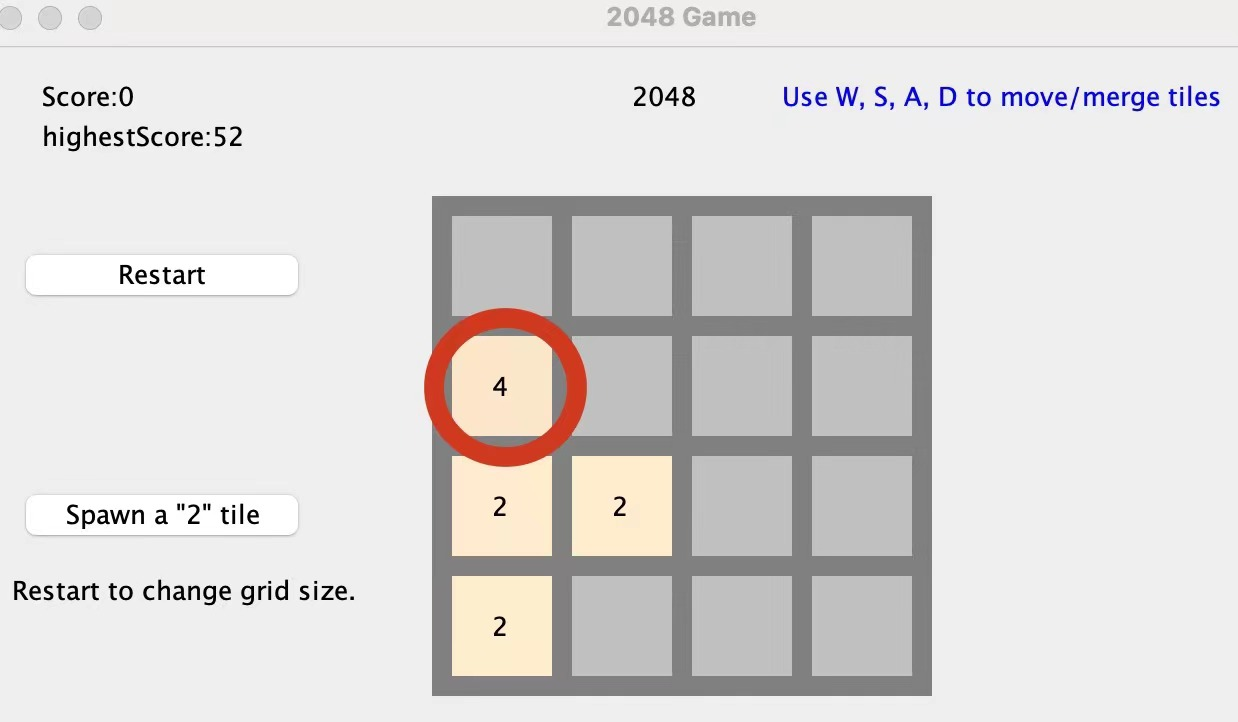 2048 Game
Score:0
2048
Use W, S, A, D to move/merge tiles
highestScore:52
Restart
4
2 2
Spawn a "2" tile
Restart to change grid size.
2